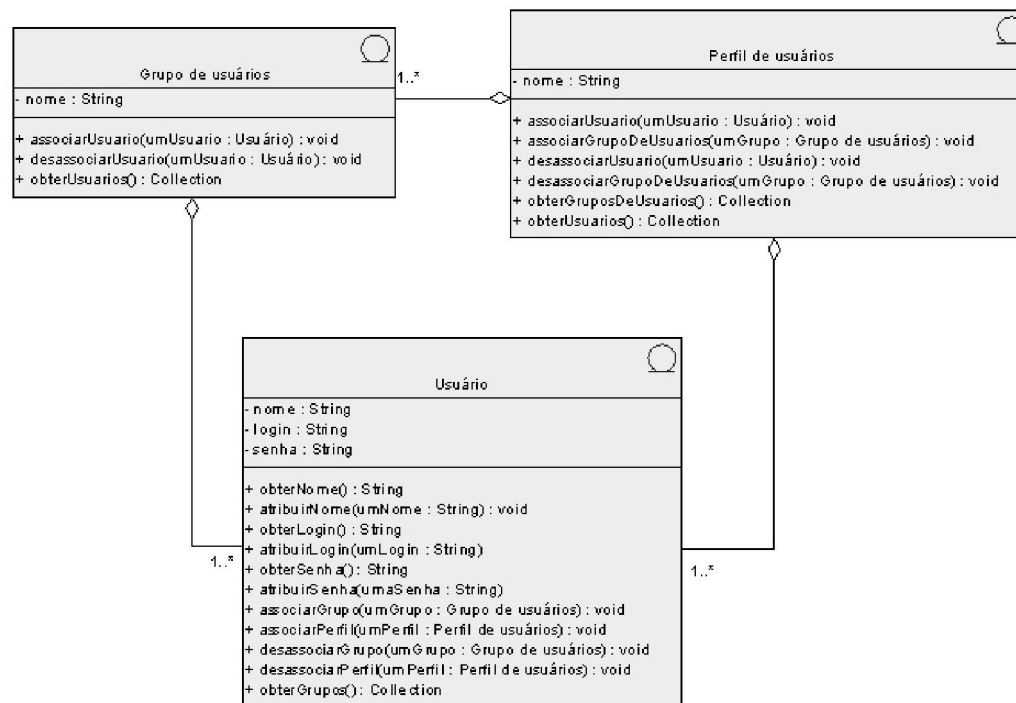 Grupo de usuários
- nome : String
+ associarUsuario(umUsuario : Usuário) : void
+ desassociarUsuario(umUsuario : Usuário) : void
+ obterUsuarios() : Collection
1..*
Perfil de usuários
- nome : String
+ associarUsuario(umUsuario : Usuário) : void
+ associarGrupoDeUsuarios(umGrupo : Grupo de usuários) : void
+ desassociarUsuario(umUsuario : Usuário) : void
+ desassociarGrupoDeUsuarios(umGrupo : Grupo de usuários) : void
+ obterGruposDeUsuarios() : Collection
+ obterUsuarios() : Collection
Usuário
- nome : String
- login : String
- senha : String
+ obterNome() : String
+ atribuirNome(umNome : String) : void
+ obterLogin() : String
+ atribuirLogin(umLogin : String)
+ obterSenha() : String
+ atribuirSenha(umaSenha : String)
+ associarGrupo(umGrupo : Grupo de usuários) : void
+ associarPerfil(umPerfil : Perfil de usuários) : void
+ desassociarGrupo(umGrupo : Grupo de usuários) : void
+ desassociarPerfil(umPerfil : Perfil de usuários) : void
+ obterGrupos() : Collection
1..*
1..*